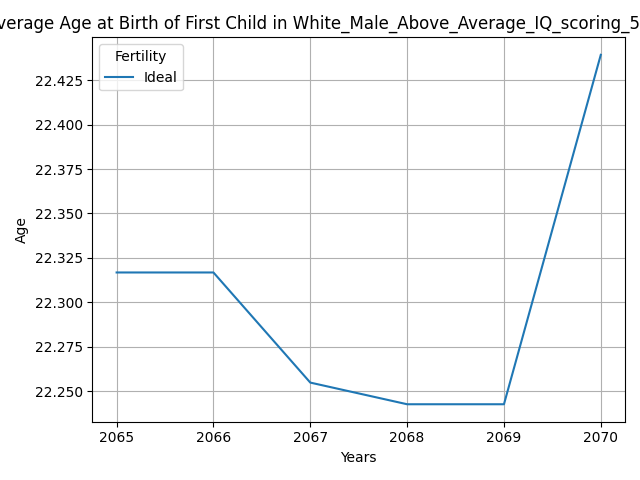 verage Age at Birth of First Child in White_Male_Above_Average_IQ_scoring_5
Fertility
Ideal
22.425
22.400
22.375
22.350
22.325
22.300
22.275
22.250
Age
2065 2066 2067 2068 2069 2070
Years